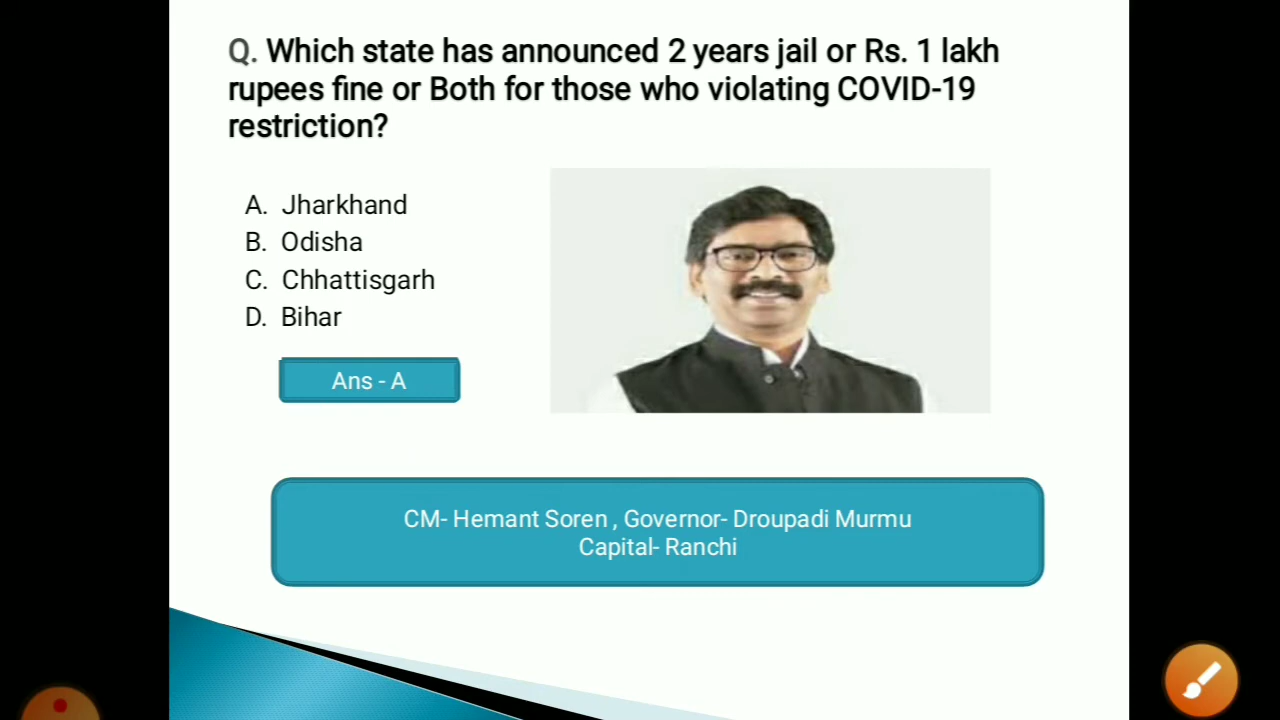 Q. Which state has announced 2 years jail or Rs. 1 lakh
rupees fine or Both for those who violating COVID-19
restriction?
A. Jharkhand
B. Odisha
C. Chhattisgarh
D. Bihar
Ans - A
CM- Hemant Soren , Governor- Droupadi Murmu
Capital- Ranchi